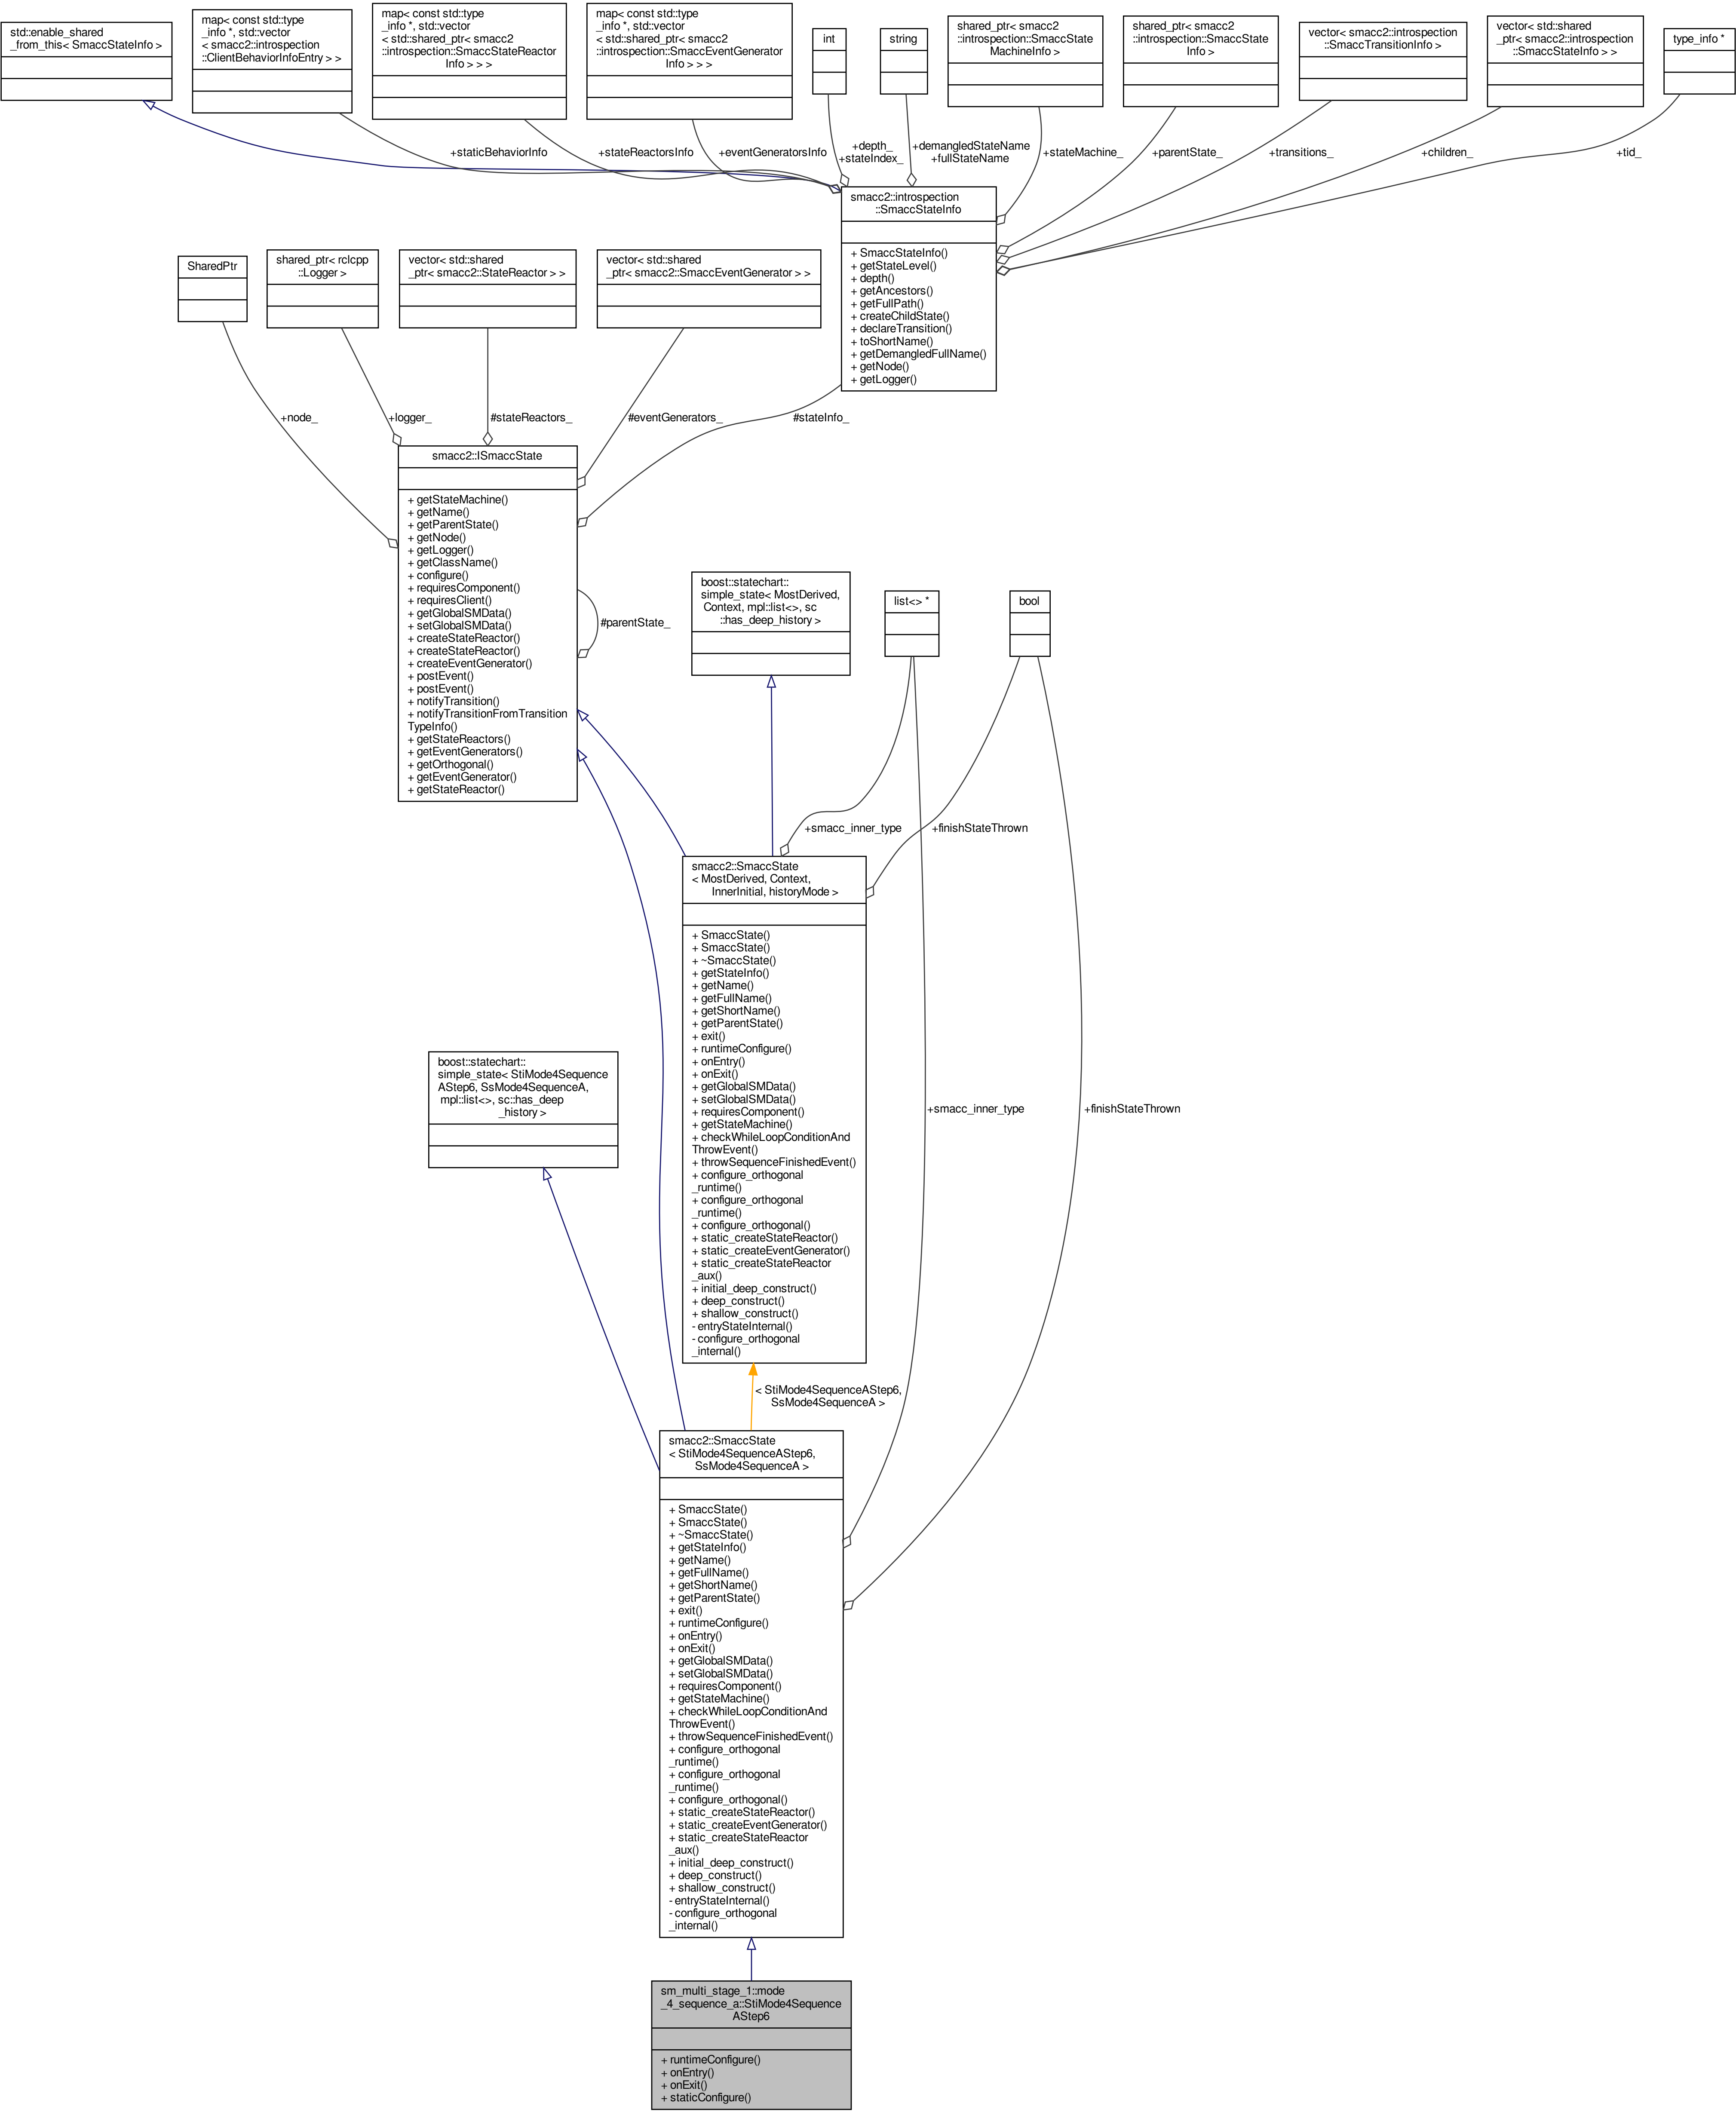 std::enable_shared
_from_this< SmaccStateInfo >
map< const std::type
_info *, std::vector
< smacc2::introspection
::ClientBehaviorInfoEntry > >
map< const std::type
_info *, std::vector
< std::shared_ptr< smacc2
::introspection::SmaccStateReactor
Info > > >
map< const std::type
_info *, std::vector
< std::shared_ptr< smacc2
::introspection::SmaccEventGenerator
Info > > >
int
string
shared_ptr< smacc2
::introspection::SmaccState
MachineInfo >
shared_ptr< smacc2
::introspection::SmaccState
Info >
vector< smacc2::introspection
::SmaccTransitionInfo >
vector< std::shared
_ptr< smacc2::introspection
::SmaccStateInfo > >
type_info *
+staticBehaviorInfo
+stateReactorsInfo
+eventGeneratorsInfo
+depth_
+stateIndex_
+demangledStateName
+fullStateName
+stateMachine_
+parentState_
+transitions_
+children_
+tid_
smacc2::introspection
::SmaccStateInfo
+ SmaccStateInfo()
+ getStateLevel()
+ depth()
+ getAncestors()
+ getFullPath()
+ createChildState()
+ declareTransition()
+ toShortName()
+ getDemangledFullName()
+ getNode()
+ getLogger()
SharedPtr
shared_ptr< rclcpp
::Logger >
vector< std::shared
_ptr< smacc2::StateReactor > >
vector< std::shared
_ptr< smacc2::SmaccEventGenerator > >
+node_
+logger_
#stateReactors_
#eventGenerators_
#stateInfo_
smacc2::ISmaccState
+ getStateMachine()
+ getName()
+ getParentState()
+ getNode()
+ getLogger()
+ getClassName()
+ configure()
+ requiresComponent()
+ requiresClient()
+ getGlobalSMData()
+ setGlobalSMData()
+ createStateReactor()
+ createStateReactor()
+ createEventGenerator()
+ postEvent()
+ postEvent()
+ notifyTransition()
+ notifyTransitionFromTransition
TypeInfo()
+ getStateReactors()
+ getEventGenerators()
+ getOrthogonal()
+ getEventGenerator()
+ getStateReactor()
#parentState_
boost::statechart::
simple_state< MostDerived,
Context, mpl::list<>, sc
::has_deep_history >
list<> *
bool
+smacc_inner_type
+finishStateThrown
smacc2::SmaccState
< MostDerived, Context,
InnerInitial, historyMode >
+ SmaccState()
+ SmaccState()
+ ~SmaccState()
+ getStateInfo()
+ getName()
+ getFullName()
+ getShortName()
+ getParentState()
+ exit()
+ runtimeConfigure()
+ onEntry()
+ onExit()
+ getGlobalSMData()
+ setGlobalSMData()
+ requiresComponent()
+ getStateMachine()
+ checkWhileLoopConditionAnd
ThrowEvent()
+ throwSequenceFinishedEvent()
+ configure_orthogonal
_runtime()
+ configure_orthogonal
_runtime()
+ configure_orthogonal()
+ static_createStateReactor()
+ static_createEventGenerator()
+ static_createStateReactor
_aux()
+ initial_deep_construct()
+ deep_construct()
+ shallow_construct()
- entryStateInternal()
- configure_orthogonal
_internal()
boost::statechart::
simple_state< StiMode4Sequence
AStep6, SsMode4SequenceA,
mpl::list<>, sc::has_deep
_history >
+smacc_inner_type
+finishStateThrown
< StiMode4SequenceAStep6,
SsMode4SequenceA >
smacc2::SmaccState
< StiMode4SequenceAStep6,
SsMode4SequenceA >
+ SmaccState()
+ SmaccState()
+ ~SmaccState()
+ getStateInfo()
+ getName()
+ getFullName()
+ getShortName()
+ getParentState()
+ exit()
+ runtimeConfigure()
+ onEntry()
+ onExit()
+ getGlobalSMData()
+ setGlobalSMData()
+ requiresComponent()
+ getStateMachine()
+ checkWhileLoopConditionAnd
ThrowEvent()
+ throwSequenceFinishedEvent()
+ configure_orthogonal
_runtime()
+ configure_orthogonal
_runtime()
+ configure_orthogonal()
+ static_createStateReactor()
+ static_createEventGenerator()
+ static_createStateReactor
_aux()
+ initial_deep_construct()
+ deep_construct()
+ shallow_construct()
- entryStateInternal()
- configure_orthogonal
_internal()
sm_multi_stage_1::mode
_4_sequence_a::StiMode4Sequence
AStep6
+ runtimeConfigure()
+ onEntry()
+ onExit()
+ staticConfigure()